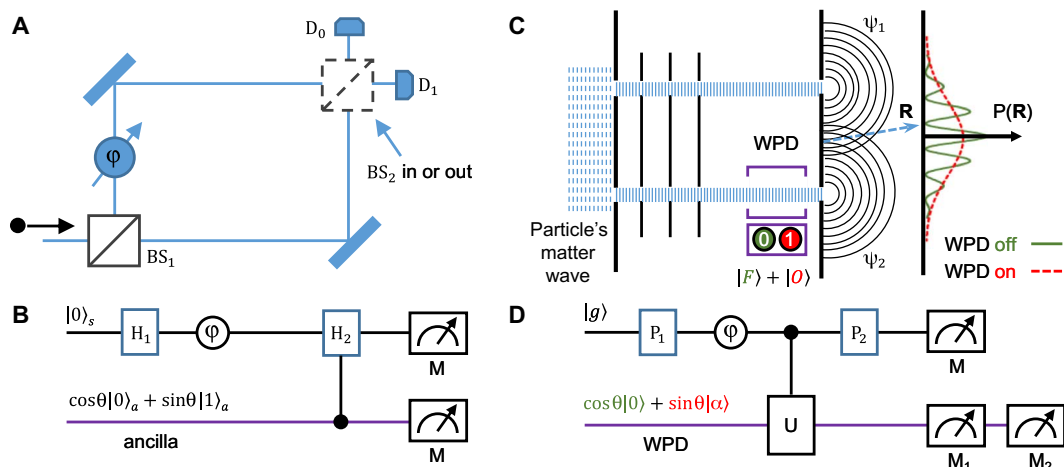 A
D₀
D₁
φ
BS₂ in or out
BS₁
B
|0⟩ₛ
H₁
φ
H₂
M
cosθ|0⟩ₐ + sinθ|1⟩ₐ
ancilla
M
C
ψ₁
R
P(R)
WPD
0 1
Particle's
matter
wave
|F⟩ + |O⟩
ψ₂
WPD off
WPD on
D
|g⟩
P₁
φ
P₂
M
cosθ|0⟩ + sinθ|α⟩
WPD
U
M₁
M₂